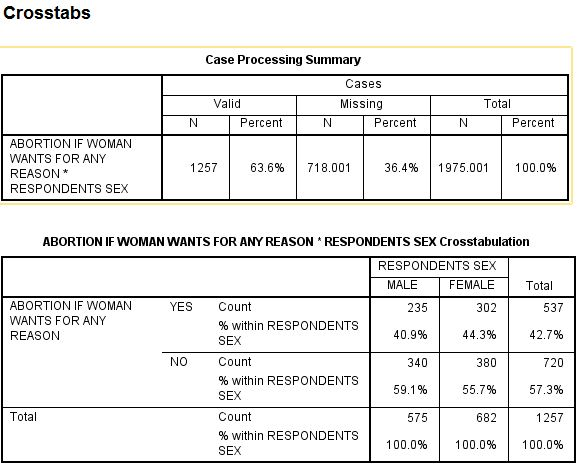 Crosstabs
Case Processing Summary
Cases
Valid Missing Total
N Percent N Percent N Percent
ABORTION IF WOMAN
WANTS FOR ANY
REASON *
RESPONDENTS SEX
1257 63.6% 718.001 36.4% 1975.001 100.0%
ABORTION IF WOMAN WANTS FOR ANY REASON * RESPONDENTS SEX Crosstabulation
RESPONDENTS SEX
MALE FEMALE Total
ABORTION IF WOMAN
WANTS FOR ANY
REASON
YES Count 235 302 537
% within RESPONDENTS
SEX
40.9% 44.3% 42.7%
NO Count 340 380 720
% within RESPONDENTS
SEX
59.1% 55.7% 57.3%
Total Count 575 682 1257
% within RESPONDENTS
SEX
100.0% 100.0% 100.0%